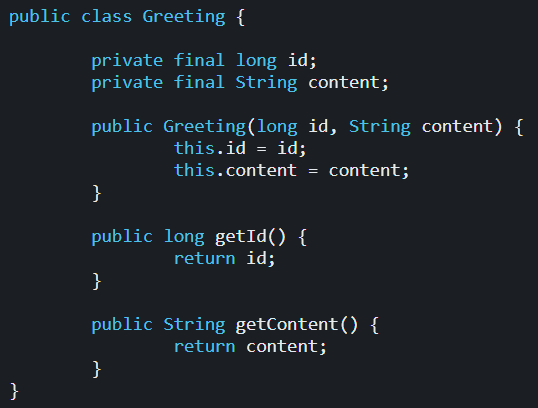 public class Greeting {
private final long id;
private final String content;
public Greeting(long id, String content) {
this.id = id;
this.content = content;
}
public long getId() {
return id;
}
public String getContent() {
return content;
}
}